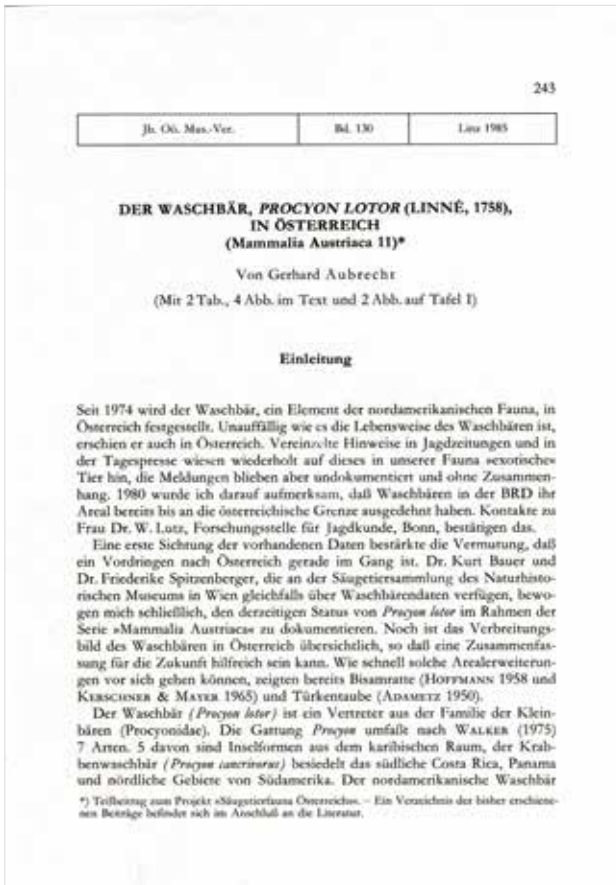 243
Jb. Oö. Mus.-Ver. Bd. 130 Linz 1985
DER WASCHBÄR, PROCYON LOTOR (LINNÉ, 1758),
IN ÖSTERREICH
(Mammalia Austriaca 11)*
Von Gerhard Aubrecht
(Mit 2 Tab., 4 Abb. im Text und 2 Abb. auf Tafel I)
Einleitung
Seit 1974 wird der Waschbär, ein Element der nordamerikanischen Fauna, in
Österreich festgestellt. Unauffällig wie es die Lebensweise des Waschbären ist,
erschien er auch in Österreich. Vereinzelte Hinweise in Jagdzeitungen und in
der Tagespresse wiesen wiederholt auf dieses in unserer Fauna »exotische«
Tier hin, die Meldungen blieben aber undokumentiert und ohne Zusammen-
hang. 1980 wurde ich darauf aufmerksam, daß Waschbären in der BRD ihr
Areal bereits bis an die österreichische Grenze ausgedehnt haben. Kontakte zu
Frau Dr. W. Lutz, Forschungsstelle für Jagdkunde, Bonn, bestätigen das.
Eine erste Sichtung der vorhandenen Daten bestärkte die Vermutung, daß
ein Vordringen nach Österreich gerade im Gang ist. Dr. Kurt Bauer und
Dr. Friederike Spitzenberger, die an der Säugetiersammlung des Naturhisto-
rischen Museums in Wien gleichfalls über Waschbärendaten verfügen, bewo-
gen mich schließlich, den derzeitigen Status von Procyon lotor im Rahmen der
Serie »Mammalia Austriaca« zu dokumentieren. Noch ist das Verbreitungs-
bild des Waschbären in Österreich übersichtlich, so daß eine Zusammenfas-
sung für die Zukunft hilfreich sein kann. Wie schnell solche Arealerweiterun-
gen vor sich gehen können, zeigten bereits Bisamratte (HOFFMANN 1958 und
KERSCHNER & MAYER 1965) und Türkentaube (ADAMETZ 1950).
Der Waschbär (Procyon lotor) ist ein Vertreter aus der Familie der Klein-
bären (Procyonidae). Die Gattung Procyon umfaßt nach WALKER (1975)
7 Arten. 5 davon sind Inselformen aus dem karibischen Raum, der Krab-
benwaschbär (Procyon cancrivorus) besiedelt das südliche Costa Rica, Panama
und nördliche Gebiete von Südamerika. Der nordamerikanische Waschbär
*) Teilbeitrag zum Projekt »Säugetierfauna Österreichs«. – Ein Verzeichnis der bisher erschiene-
nen Beiträge befindet sich im Anschluß an die Literatur.